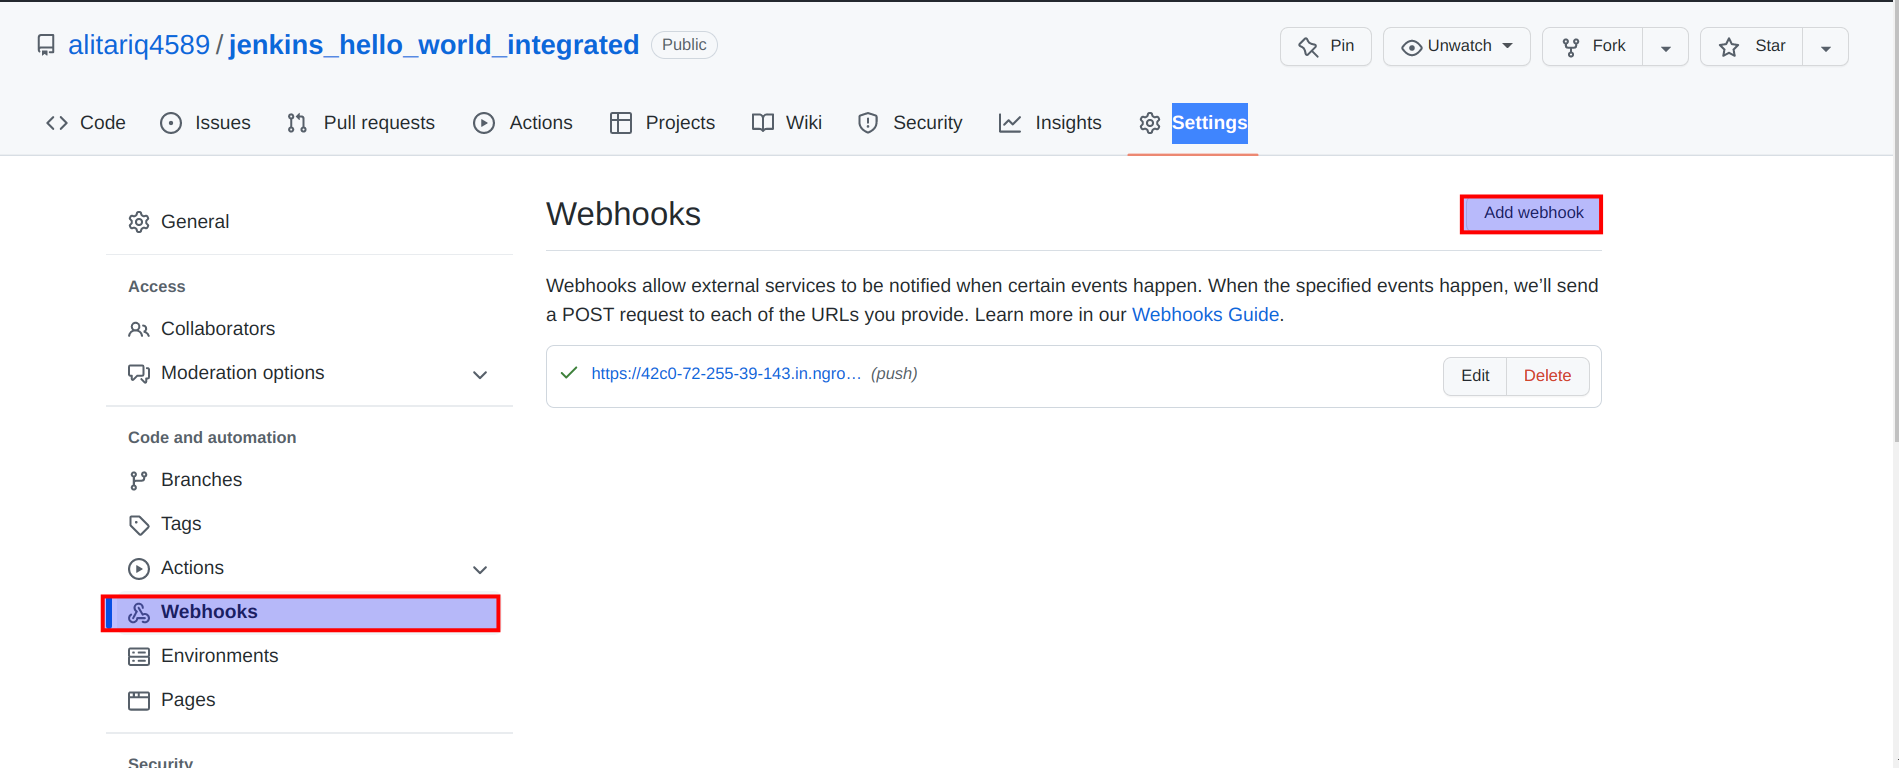 alitariq4589 / jenkins_hello_world_integrated Public
Pin Unwatch Fork Star
Code Issues Pull requests Actions Projects Wiki Security Insights Settings
General
Access
Collaborators
Moderation options
Code and automation
Branches
Tags
Actions
Webhooks
Environments
Pages
Security
Webhooks
Add webhook
Webhooks allow external services to be notified when certain events happen. When the specified events happen, we’ll send
a POST request to each of the URLs you provide. Learn more in our Webhooks Guide.
https://42c0-72-255-39-143.in.ngro… (push)
Edit Delete